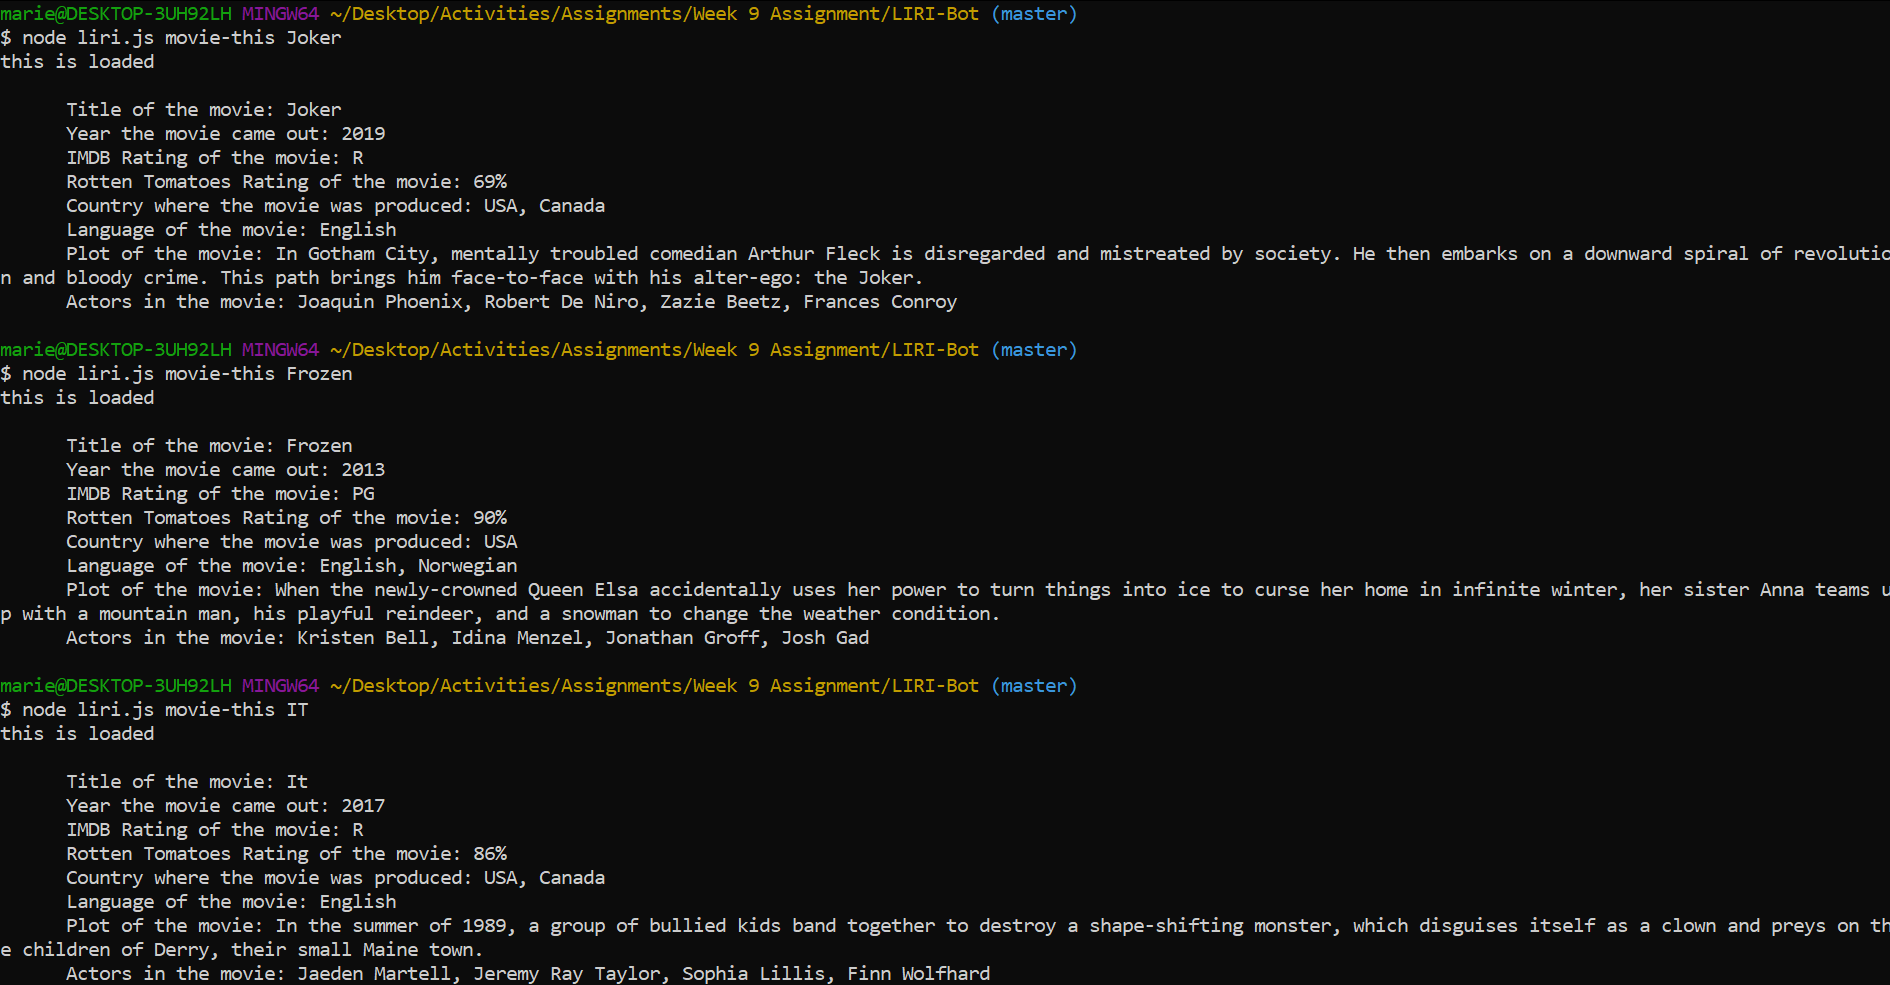 marie@DESKTOP-3UH92LH MINGW64 ~/Desktop/Activities/Assignments/Week 9 Assignment/LIRI-Bot (master)
$ node liri.js movie-this Joker
this is loaded
Title of the movie: Joker
Year the movie came out: 2019
IMDB Rating of the movie: R
Rotten Tomatoes Rating of the movie: 69%
Country where the movie was produced: USA, Canada
Language of the movie: English
Plot of the movie: In Gotham City, mentally troubled comedian Arthur Fleck is disregarded and mistreated by society. He then embarks on a downward spiral of revolutio
n and bloody crime. This path brings him face-to-face with his alter-ego: the Joker.
Actors in the movie: Joaquin Phoenix, Robert De Niro, Zazie Beetz, Frances Conroy
marie@DESKTOP-3UH92LH MINGW64 ~/Desktop/Activities/Assignments/Week 9 Assignment/LIRI-Bot (master)
$ node liri.js movie-this Frozen
this is loaded
Title of the movie: Frozen
Year the movie came out: 2013
IMDB Rating of the movie: PG
Rotten Tomatoes Rating of the movie: 90%
Country where the movie was produced: USA
Language of the movie: English, Norwegian
Plot of the movie: When the newly-crowned Queen Elsa accidentally uses her power to turn things into ice to curse her home in infinite winter, her sister Anna teams u
p with a mountain man, his playful reindeer, and a snowman to change the weather condition.
Actors in the movie: Kristen Bell, Idina Menzel, Jonathan Groff, Josh Gad
marie@DESKTOP-3UH92LH MINGW64 ~/Desktop/Activities/Assignments/Week 9 Assignment/LIRI-Bot (master)
$ node liri.js movie-this IT
this is loaded
Title of the movie: It
Year the movie came out: 2017
IMDB Rating of the movie: R
Rotten Tomatoes Rating of the movie: 86%
Country where the movie was produced: USA, Canada
Language of the movie: English
Plot of the movie: In the summer of 1989, a group of bullied kids band together to destroy a shape-shifting monster, which disguises itself as a clown and preys on th
e children of Derry, their small Maine town.
Actors in the movie: Jaeden Martell, Jeremy Ray Taylor, Sophia Lillis, Finn Wolfhard